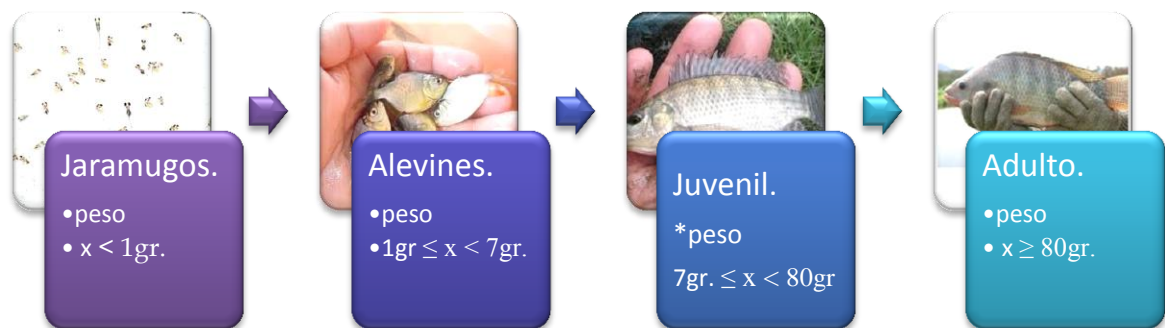 Jaramugos.
•peso
• x < 1gr.
Alevines.
•peso
•1gr ≤ x < 7gr.
Juvenil.
*peso
7gr. ≤ x < 80gr
Adulto.
•peso
• x ≥ 80gr.